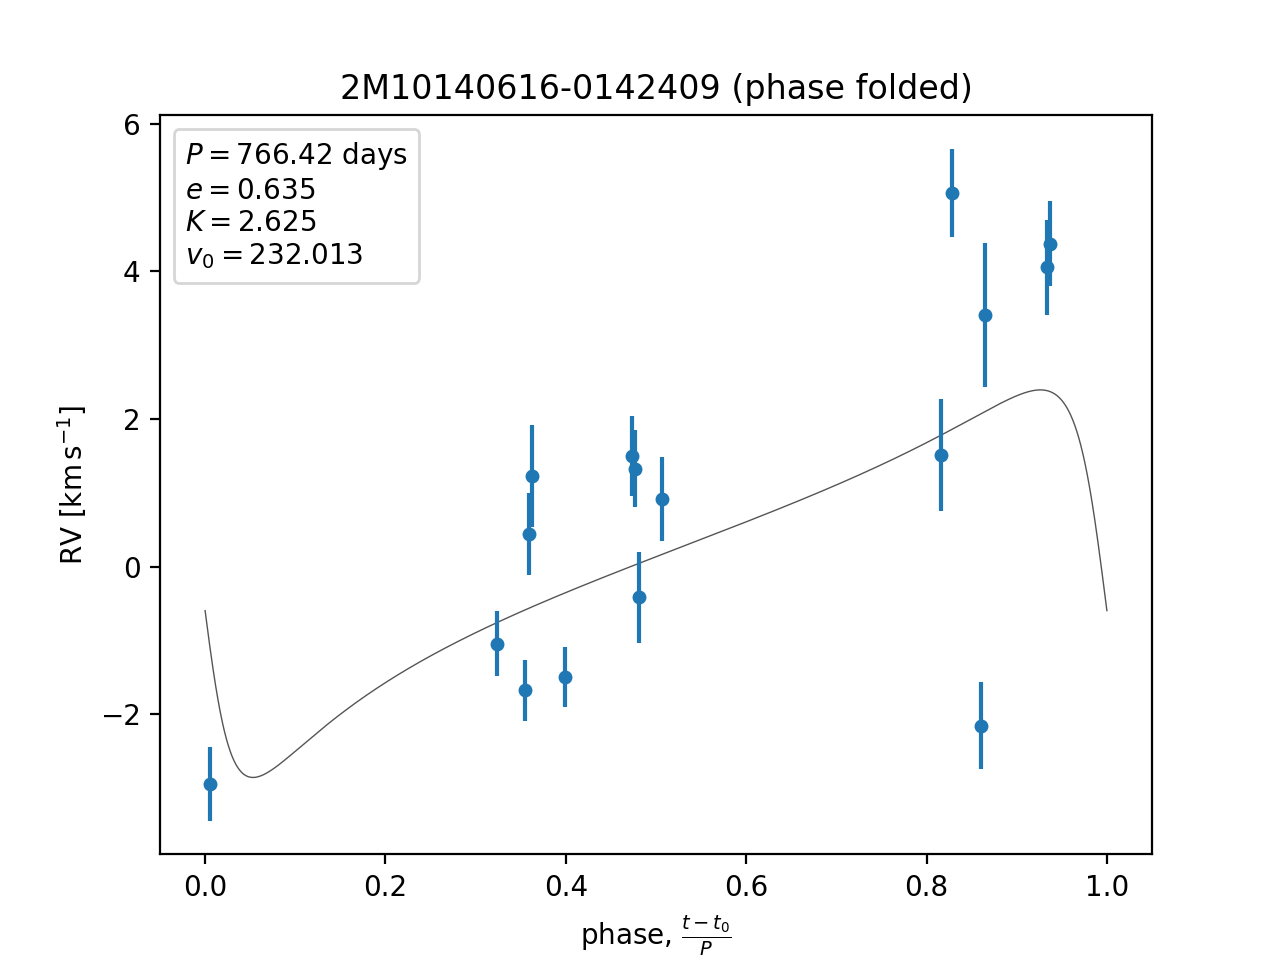 2M10140616-0142409 (phase folded)
P = 766.42 days
e = 0.635
K = 2.625
v₀ = 232.013
6
4
2
0
−2
RV [km s⁻¹]
0.0 0.2 0.4 0.6 0.8 1.0
phase, (t − t₀)/P